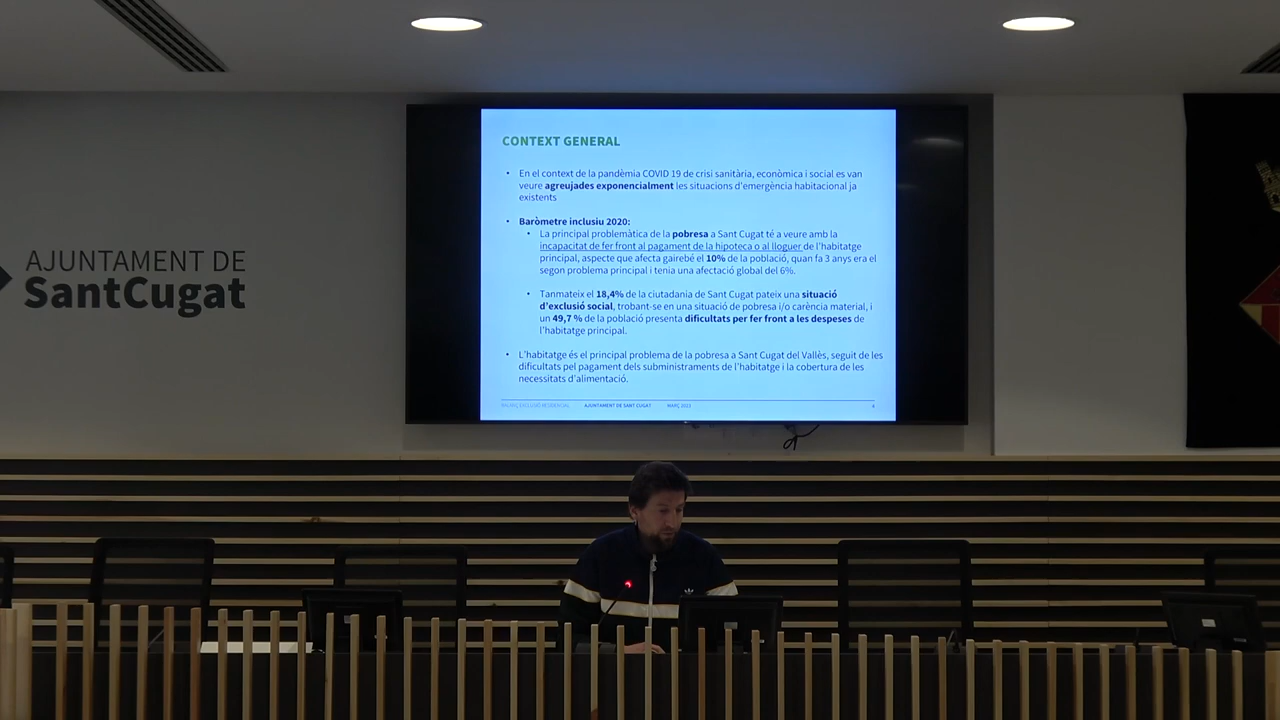 CONTEXT GENERAL
• En el context de la pandèmia COVID 19 de crisi sanitària, econòmica i social es van
veure agreujades exponencialment les situacions d'emergència habitacional ja
existents
• Baròmetre inclusiu 2020:
• La principal problemàtica de la pobresa a Sant Cugat té a veure amb la
incapacitat de fer front al pagament de la hipoteca o al lloguer de l'habitatge
principal, aspecte que afecta gairebé el 10% de la població, quan fa 3 anys era el
segon problema principal i tenia una afectació global del 6%.
• Tanmateix el 18,4% de la ciutadania de Sant Cugat pateix una situació
d'exclusió social, trobant-se en una situació de pobresa i/o carència material, i
un 49,7 % de la població presenta dificultats per fer front a les despeses de
l'habitatge principal.
• L'habitatge és el principal problema de la pobresa a Sant Cugat del Vallès, seguit de les
dificultats pel pagament dels subministraments de l'habitatge i la cobertura de les
necessitats d'alimentació.
EXCLUSIÓ RESIDENCIAL AJUNTAMENT DE SANT CUGAT MARÇ 2023
AJUNTAMENT DE
SantCugat